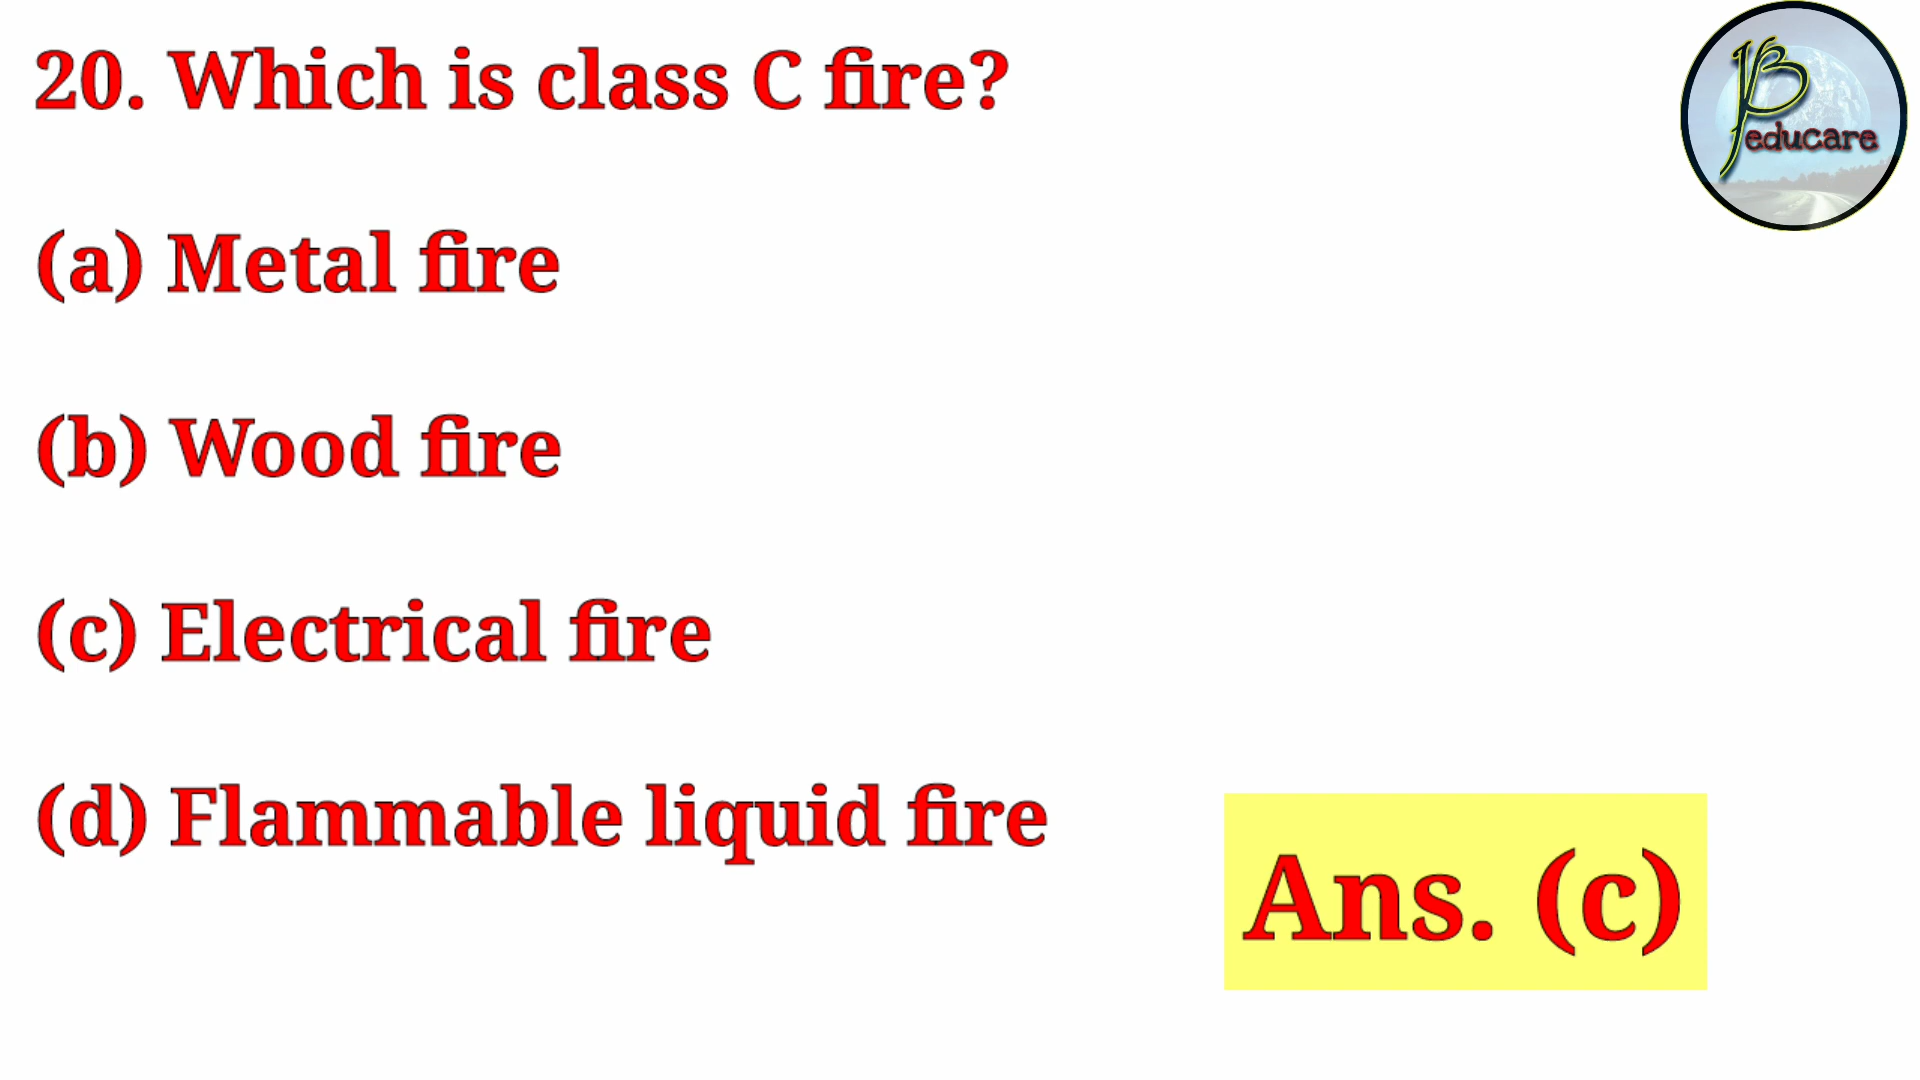 20. Which is class C fire?
(a) Metal fire
(b) Wood fire
(c) Electrical fire
(d) Flammable liquid fire
Ans. (c)
educare